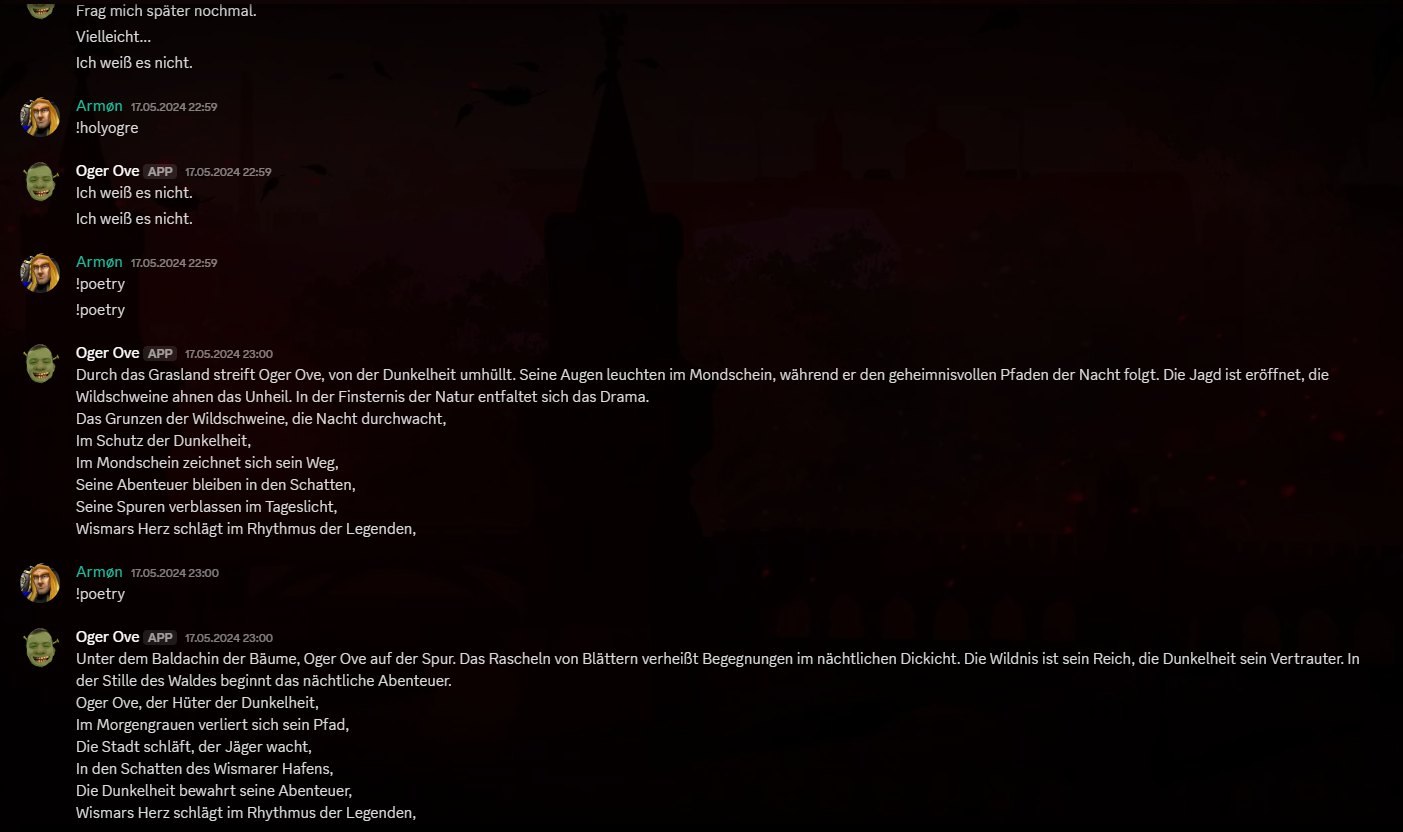 Frag mich später nochmal.
Vielleicht...
Ich weiß es nicht.
Armøn 17.05.2024 22:59
!holyogre
Oger Ove APP 17.05.2024 22:59
Ich weiß es nicht.
Ich weiß es nicht.
Armøn 17.05.2024 22:59
!poetry
!poetry
Oger Ove APP 17.05.2024 23:00
Durch das Grasland streift Oger Ove, von der Dunkelheit umhüllt. Seine Augen leuchten im Mondschein, während er den geheimnisvollen Pfaden der Nacht folgt. Die Jagd ist eröffnet, die
Wildschweine ahnen das Unheil. In der Finsternis der Natur entfaltet sich das Drama.
Das Grunzen der Wildschweine, die Nacht durchwacht,
Im Schutz der Dunkelheit,
Im Mondschein zeichnet sich sein Weg,
Seine Abenteuer bleiben in den Schatten,
Seine Spuren verblassen im Tageslicht,
Wismars Herz schlägt im Rhythmus der Legenden,
Armøn 17.05.2024 23:00
!poetry
Oger Ove APP 17.05.2024 23:00
Unter dem Baldachin der Bäume, Oger Ove auf der Spur. Das Rascheln von Blättern verheißt Begegnungen im nächtlichen Dickicht. Die Wildnis ist sein Reich, die Dunkelheit sein Vertrauter. In
der Stille des Waldes beginnt das nächtliche Abenteuer.
Oger Ove, der Hüter der Dunkelheit,
Im Morgengrauen verliert sich sein Pfad,
Die Stadt schläft, der Jäger wacht,
In den Schatten des Wismarer Hafens,
Die Dunkelheit bewahrt seine Abenteuer,
Wismars Herz schlägt im Rhythmus der Legenden,